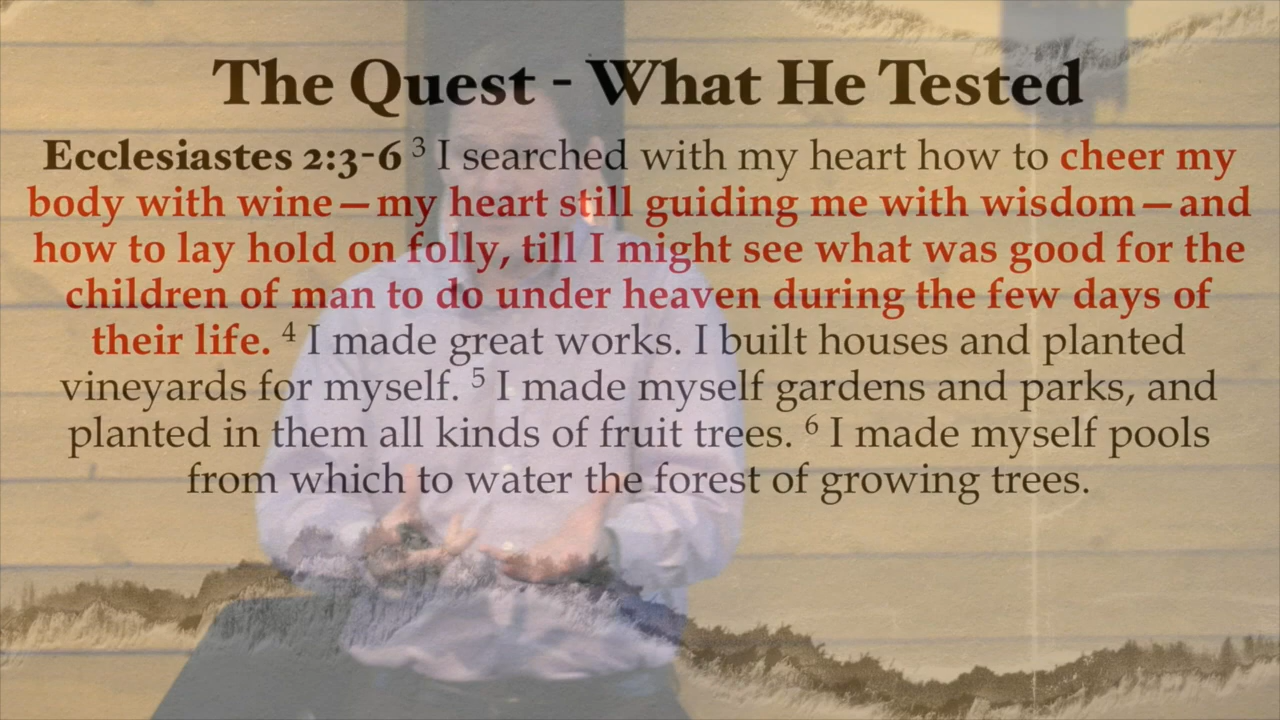 The Quest - What He Tested
Ecclesiastes 2:3-6 ³ I searched with my heart how to cheer my
body with wine—my heart still guiding me with wisdom—and
how to lay hold on folly, till I might see what was good for the
children of man to do under heaven during the few days of
their life. ⁴ I made great works. I built houses and planted
vineyards for myself. ⁵ I made myself gardens and parks, and
planted in them all kinds of fruit trees. ⁶ I made myself pools
from which to water the forest of growing trees.